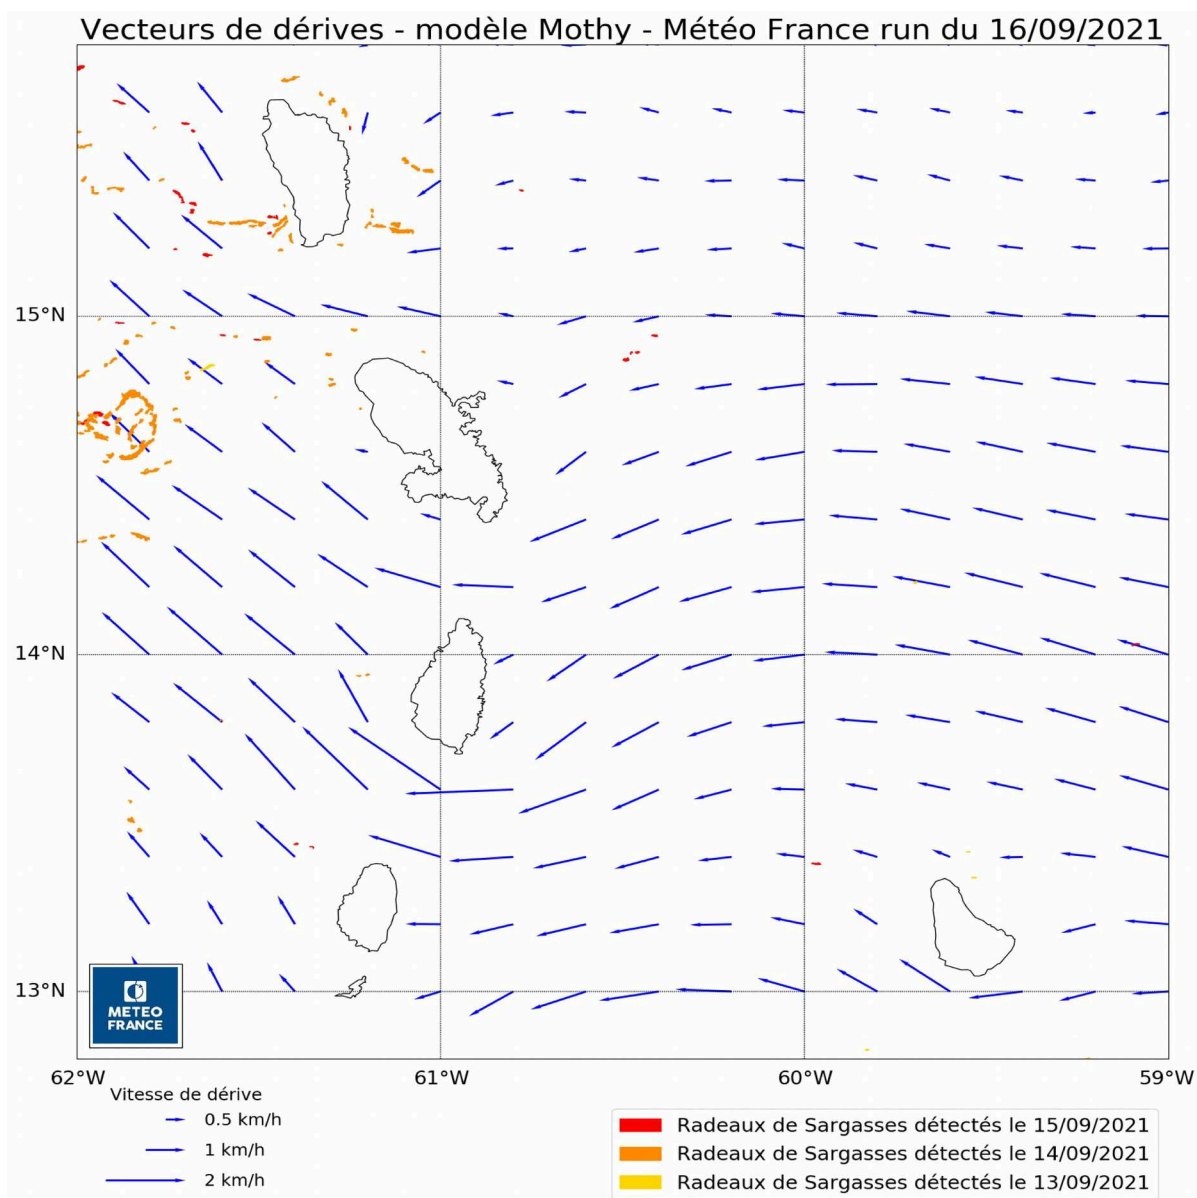 Vecteurs de dérives - modèle Mothy - Météo France run du 16/09/2021
15°N
14°N
13°N
METEO
FRANCE
62°W
61°W
60°W
59°W
Vitesse de dérive
0.5 km/h
1 km/h
2 km/h
Radeaux de Sargasses détectés le 15/09/2021
Radeaux de Sargasses détectés le 14/09/2021
Radeaux de Sargasses détectés le 13/09/2021